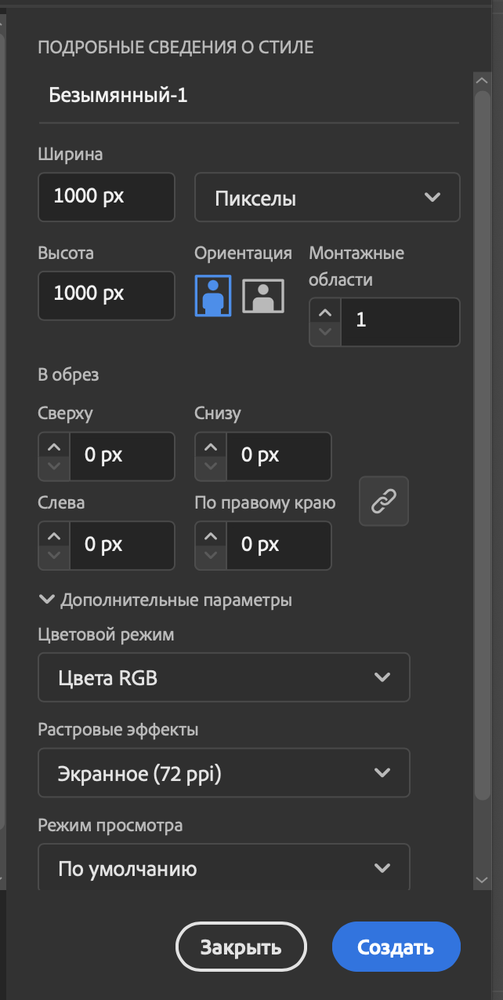 ПОДРОБНЫЕ СВЕДЕНИЯ О СТИЛЕ
Безымянный-1
Ширина
1000 px
Пикселы
Высота
Ориентация
Монтажные
области
1000 px
1
В обрез
Сверху
Снизу
0 px
0 px
Слева
По правому краю
0 px
0 px
Дополнительные параметры
Цветовой режим
Цвета RGB
Растровые эффекты
Экранное (72 ppi)
Режим просмотра
По умолчанию
Закрыть
Создать